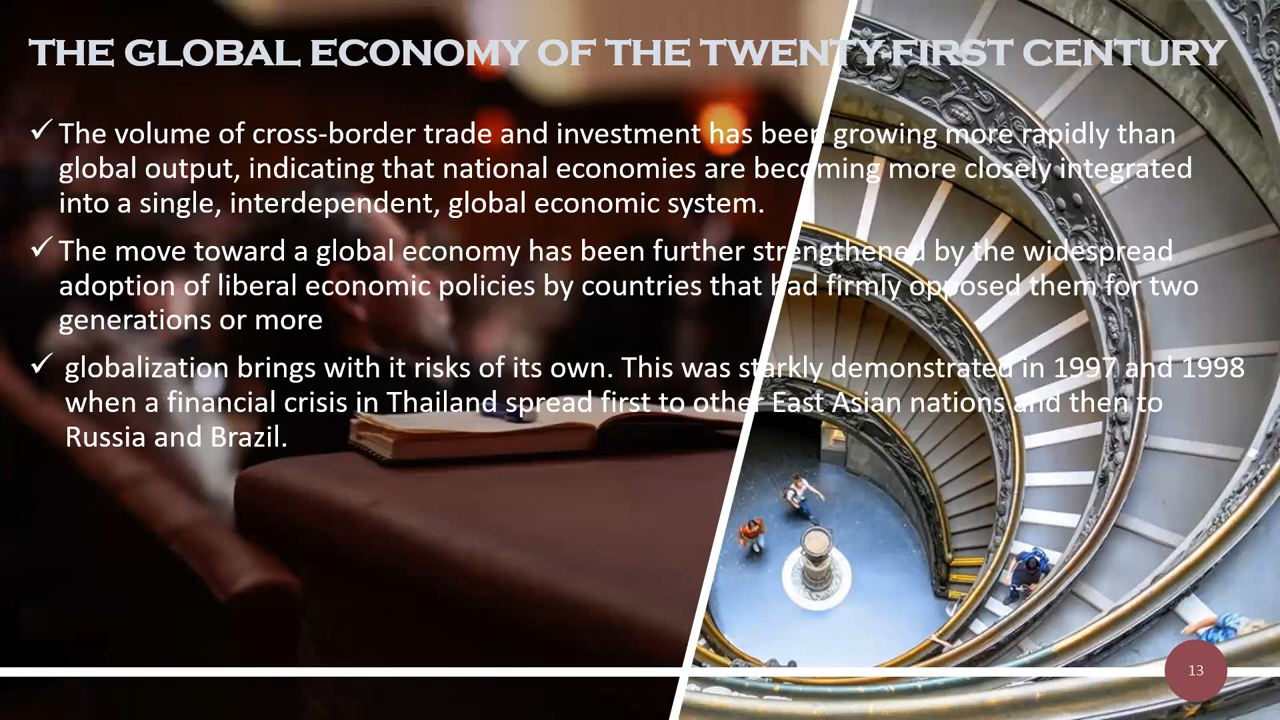 THE GLOBAL ECONOMY OF THE TWENTY-FIRST CENTURY
✓ The volume of cross-border trade and investment has been growing more rapidly than
global output, indicating that national economies are becoming more closely integrated
into a single, interdependent, global economic system.
✓ The move toward a global economy has been further strengthened by the widespread
adoption of liberal economic policies by countries that had firmly opposed them for two
generations or more
✓ globalization brings with it risks of its own. This was starkly demonstrated in 1997 and 1998
when a financial crisis in Thailand spread first to other East Asian nations and then to
Russia and Brazil.
13